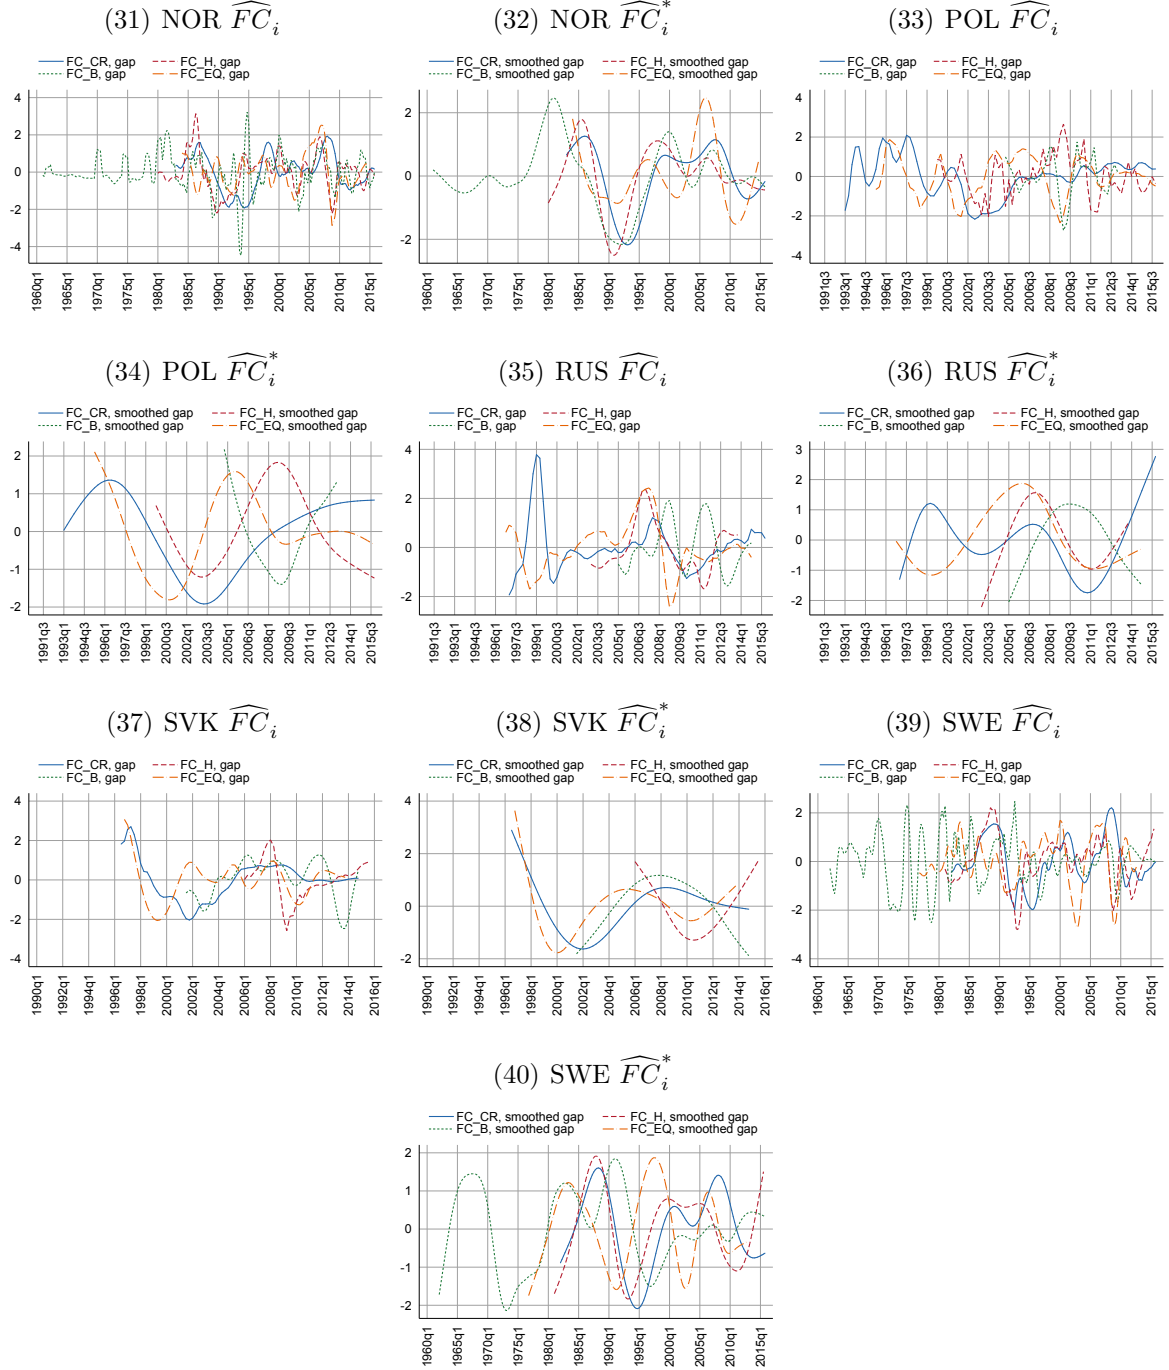 (31) NOR FC_i
(32) NOR FC_i^*
(33) POL FC_i
FC_CR, gap FC_H, gap
FC_B, gap FC_EQ, gap
FC_CR, smoothed gap FC_H, smoothed gap
FC_B, smoothed gap FC_EQ, smoothed gap
FC_CR, gap FC_H, gap
FC_B, gap FC_EQ, gap
4
2
0
-2
-4
1960q1 1965q1 1970q1 1975q1 1980q1 1985q1 1990q1 1995q1 2000q1 2005q1 2010q1 2015q1
2
0
-2
1960q1 1965q1 1970q1 1975q1 1980q1 1985q1 1990q1 1995q1 2000q1 2005q1 2010q1 2015q1
4
2
0
-2
-4
1991q3 1993q1 1994q3 1996q1 1997q3 1999q1 2000q3 2002q1 2003q3 2005q1 2006q3 2008q1 2009q3 2011q1 2012q3 2014q1 2015q3
(34) POL FC_i^*
(35) RUS FC_i
(36) RUS FC_i^*
FC_CR, smoothed gap FC_H, smoothed gap
FC_B, smoothed gap FC_EQ, smoothed gap
FC_CR, gap FC_H, gap
FC_B, gap FC_EQ, gap
FC_CR, smoothed gap FC_H, smoothed gap
FC_B, smoothed gap FC_EQ, smoothed gap
2
1
0
-1
-2
1991q3 1993q1 1994q3 1996q1 1997q3 1999q1 2000q3 2002q1 2003q3 2005q1 2006q3 2008q1 2009q3 2011q1 2012q3 2014q1 2015q3
4
2
0
-2
1991q3 1993q1 1994q3 1996q1 1997q3 1999q1 2000q3 2002q1 2003q3 2005q1 2006q3 2008q1 2009q3 2011q1 2012q3 2014q1 2015q3
3
2
1
0
-1
-2
1991q3 1993q1 1994q3 1996q1 1997q3 1999q1 2000q3 2002q1 2003q3 2005q1 2006q3 2008q1 2009q3 2011q1 2012q3 2014q1 2015q3
(37) SVK FC_i
(38) SVK FC_i^*
(39) SWE FC_i
FC_CR, gap FC_H, gap
FC_B, gap FC_EQ, gap
FC_CR, smoothed gap FC_H, smoothed gap
FC_B, smoothed gap FC_EQ, smoothed gap
FC_CR, gap FC_H, gap
FC_B, gap FC_EQ, gap
4
2
0
-2
-4
1990q1 1992q1 1994q1 1996q1 1998q1 2000q1 2002q1 2004q1 2006q1 2008q1 2010q1 2012q1 2014q1 2016q1
4
2
0
-2
1990q1 1992q1 1994q1 1996q1 1998q1 2000q1 2002q1 2004q1 2006q1 2008q1 2010q1 2012q1 2014q1 2016q1
2
0
-2
-4
1960q1 1965q1 1970q1 1975q1 1980q1 1985q1 1990q1 1995q1 2000q1 2005q1 2010q1 2015q1
(40) SWE FC_i^*
FC_CR, smoothed gap FC_H, smoothed gap
FC_B, smoothed gap FC_EQ, smoothed gap
2
1
0
-1
-2
1960q1 1965q1 1970q1 1975q1 1980q1 1985q1 1990q1 1995q1 2000q1 2005q1 2010q1 2015q1